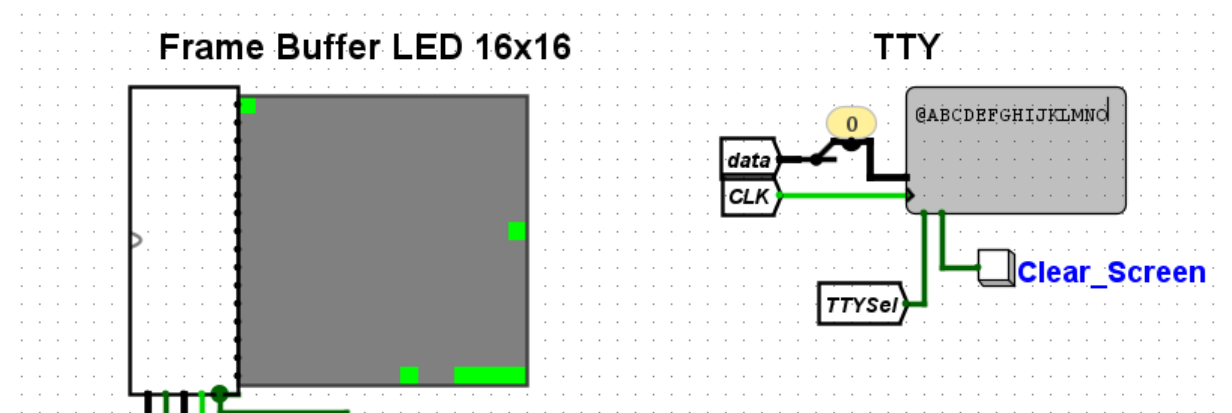 Frame Buffer LED 16x16
TTY
0
@ABCDEFGHIJKLMNO
data
CLK
Clear_Screen
TTYSel